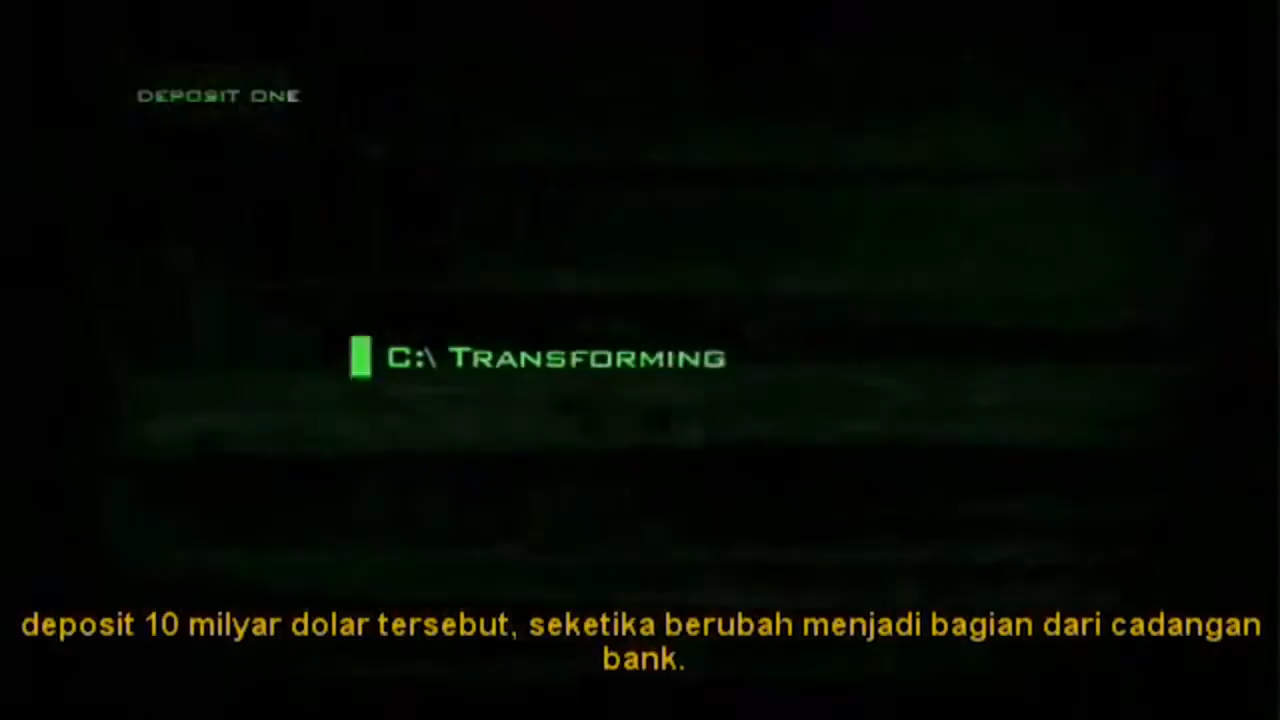 DEPOSIT ONE
C:\ TRANSFORMING
deposit 10 milyar dolar tersebut, seketika berubah menjadi bagian dari cadangan
bank.